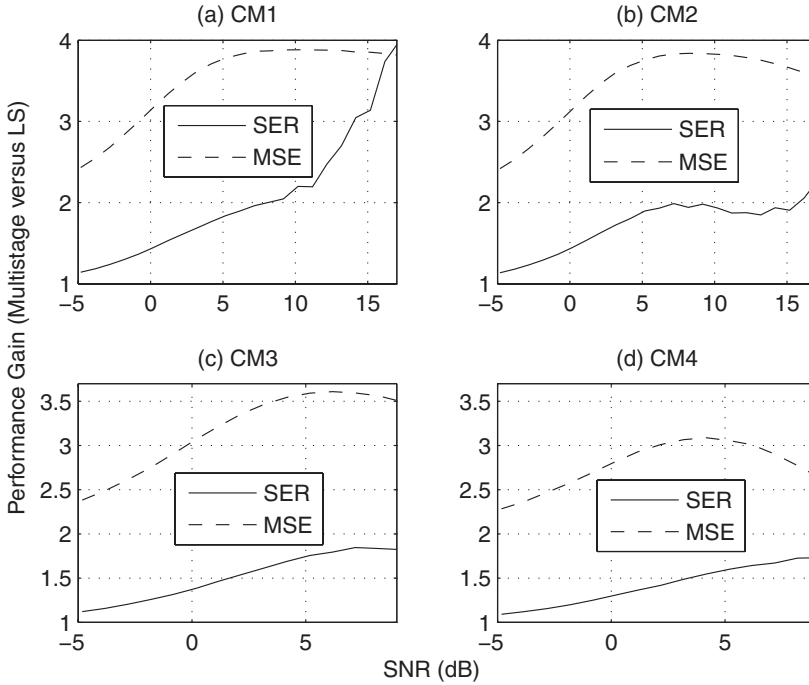 (a) CM1
4
3
2
1
−5 0 5 10 15
SER
MSE
(b) CM2
4
3
2
1
−5 0 5 10 15
SER
MSE
Performance Gain (Multistage versus LS)
(c) CM3
3.5
3
2.5
2
1.5
1
0 5
SER
MSE
(d) CM4
3.5
3
2.5
2
1.5
1
0 5
SER
MSE
SNR (dB)